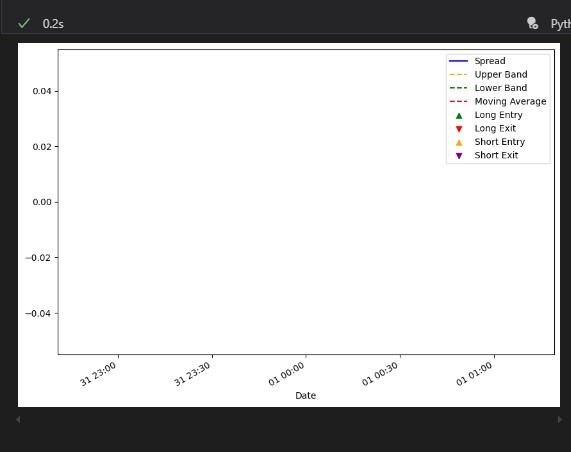 0.2s
Spread
Upper Band
Lower Band
Moving Average
Long Entry
Long Exit
Short Entry
Short Exit
0.04
0.02
0.00
−0.02
−0.04
31 23:00
31 23:30
01 00:00
01 00:30
01 01:00
Date